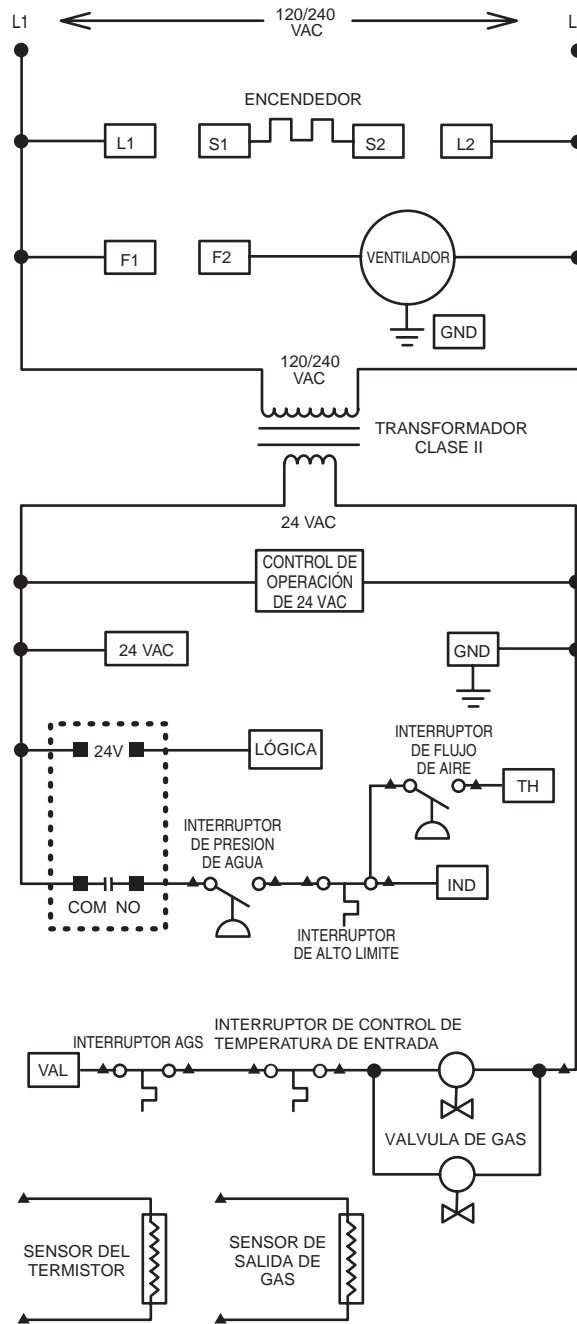 L1
120/240
VAC
L
ENCENDEDOR
L1
S1
S2
L2
F1
F2
VENTILADOR
GND
120/240
VAC
TRANSFORMADOR
CLASE II
24 VAC
CONTROL DE
OPERACIÓN
DE 24 VAC
24 VAC
GND
24V
LÓGICA
INTERRUPTOR
DE FLUJO
DE AIRE
TH
INTERRUPTOR
DE PRESION
DE AGUA
COM NO
IND
INTERRUPTOR
DE ALTO LIMITE
INTERRUPTOR AGS
INTERRUPTOR DE CONTROL DE
TEMPERATURA DE ENTRADA
VAL
VALVULA DE GAS
SENSOR DEL
TERMISTOR
SENSOR DE
SALIDA DE
GAS